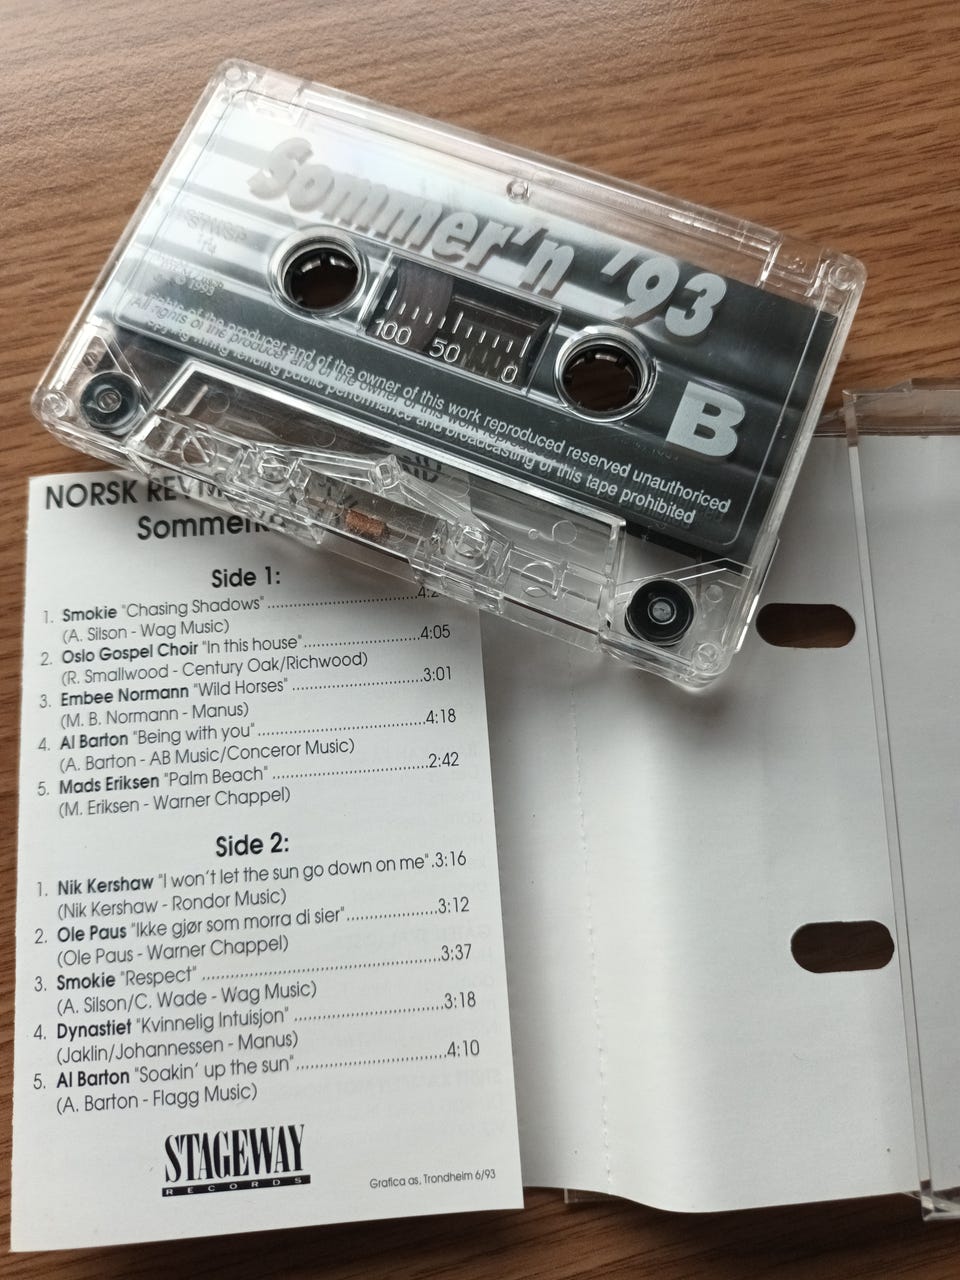 Sommer'n '93
100 50 0
B
All rights of the producer and of the owner of this work reproduced reserved unauthoriced
public performance and broadcasting of this tape prohibited
NORSK
Side 1:
1. Smokie "Chasing Shadows"
(A. Silson - Wag Music)
2. Oslo Gospel Choir "In this house" 4:05
(R. Smallwood - Century Oak/Richwood)
3. Embee Normann "Wild Horses" 3:01
(M. B. Normann - Manus)
4. Al Barton "Being with you" 4:18
(A. Barton - AB Music/Conceror Music)
5. Mads Eriksen "Palm Beach" 2:42
(M. Eriksen - Warner Chappel)
Side 2:
1. Nik Kershaw "I won't let the sun go down on me" 3:16
(Nik Kershaw - Rondor Music)
2. Ole Paus "Ikke gjør som morra di sier" 3:12
(Ole Paus - Warner Chappel)
3. Smokie "Respect" 3:37
(A. Silson/C. Wade - Wag Music)
4. Dynastiet "Kvinnelig Intuisjon" 3:18
(Jaklin/Johannessen - Manus)
5. Al Barton "Soakin' up the sun" 4:10
(A. Barton - Flagg Music)
STAGEWAY
RECORDS
Grafica as, Trondheim 6/93